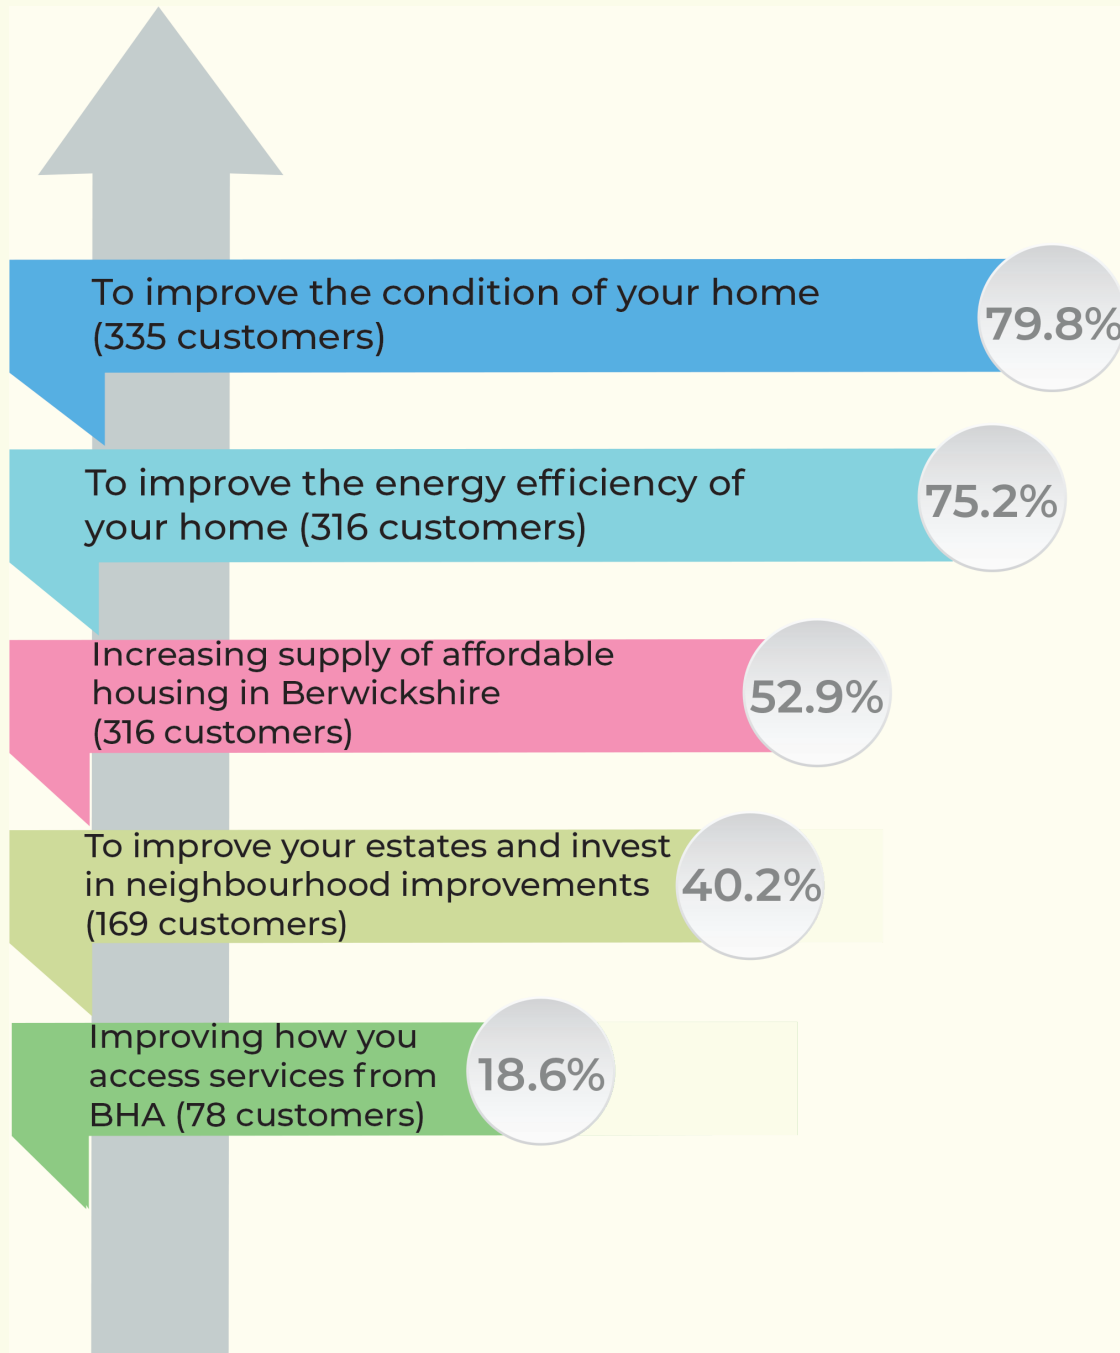 To improve the condition of your home
(335 customers)
79.8%
To improve the energy efficiency of
your home (316 customers)
75.2%
Increasing supply of affordable
housing in Berwickshire
(316 customers)
52.9%
To improve your estates and invest
in neighbourhood improvements
(169 customers)
40.2%
Improving how you
access services from
BHA (78 customers)
18.6%